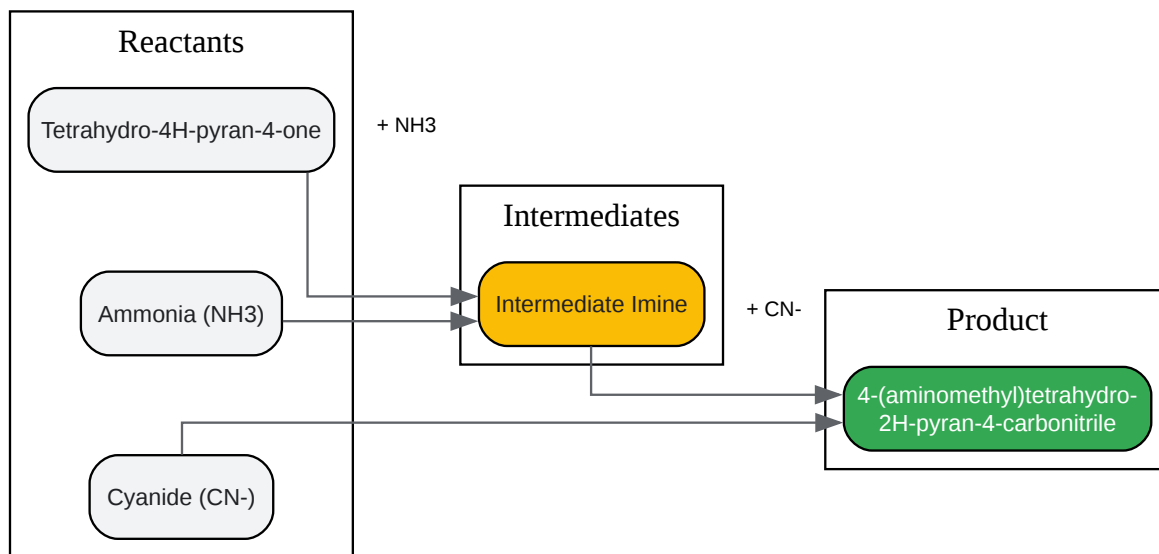 Reactants
Tetrahydro-4H-pyran-4-one
+ NH3
Intermediates
Ammonia (NH3)
Intermediate Imine
+ CN-
Product
4-(aminomethyl)tetrahydro-
2H-pyran-4-carbonitrile
Cyanide (CN-)